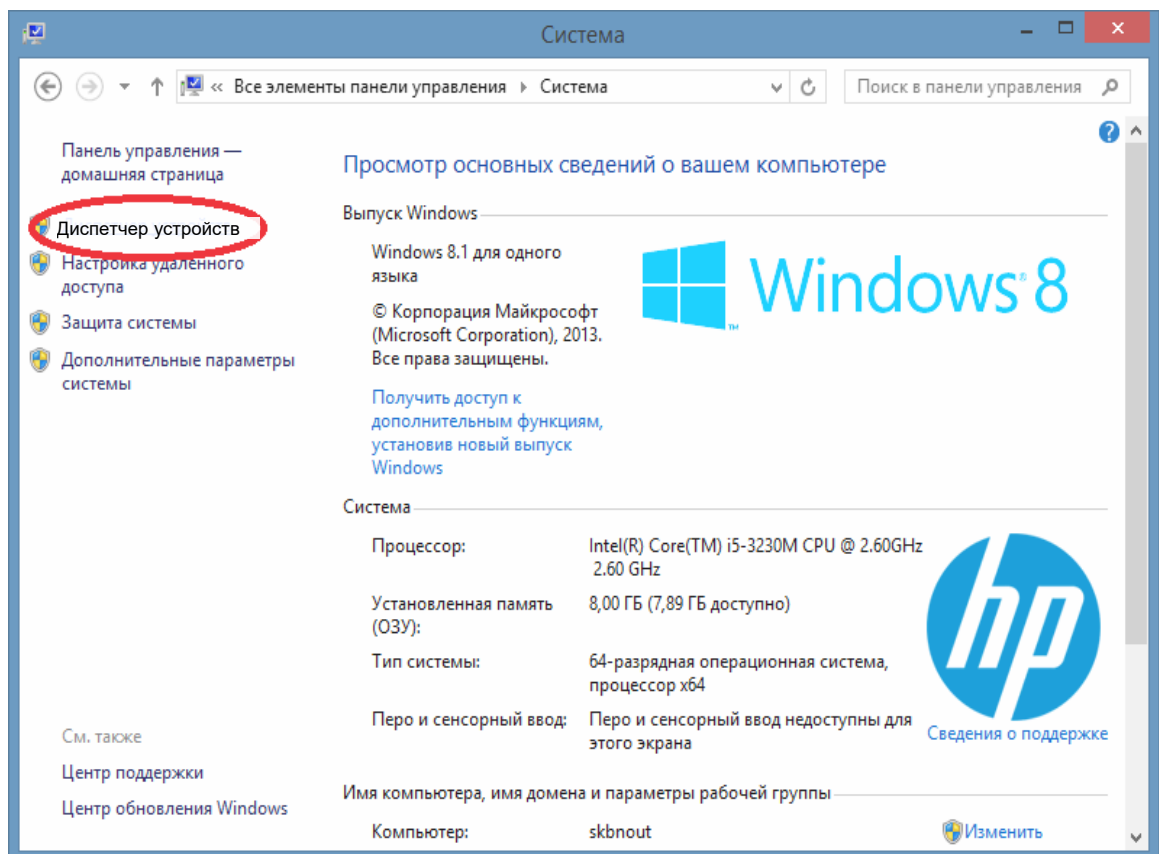 Система
« Все элементы панели управления Система
Поиск в панели управления
Панель управления —
домашняя страница
Диспетчер устройств
Настройка удаленного
доступа
Защита системы
Дополнительные параметры
системы
См. также
Центр поддержки
Центр обновления Windows
Просмотр основных сведений о вашем компьютере
Выпуск Windows
Windows 8.1 для одного
языка
© Корпорация Майкрософт
(Microsoft Corporation), 2013.
Все права защищены.
Получить доступ к
дополнительным функциям,
установив новый выпуск
Windows
Windows® 8
™
Система
Процессор: Intel(R) Core(TM) i5-3230M CPU @ 2.60GHz
2.60 GHz
Установленная память 8,00 ГБ (7,89 ГБ доступно)
(ОЗУ):
Тип системы: 64-разрядная операционная система,
процессор x64
Перо и сенсорный ввод: Перо и сенсорный ввод недоступны для
этого экрана
hp
Сведения о поддержке
Имя компьютера, имя домена и параметры рабочей группы
Компьютер: skbnout Изменить